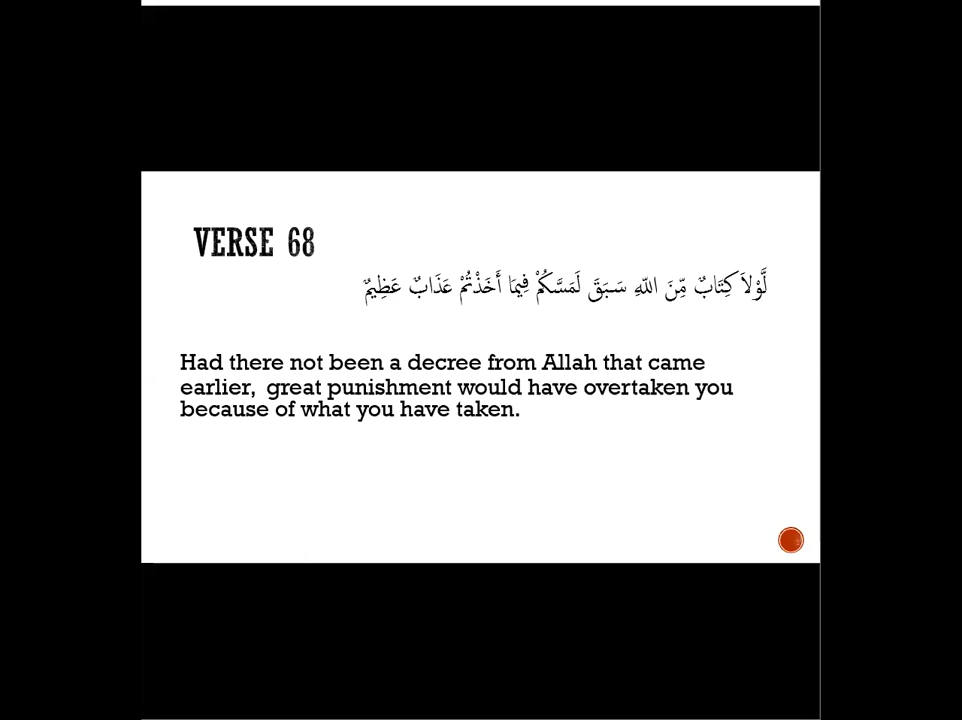 VERSE 68
لَّوْلاَ كِتَابٌ مِّنَ اللّهِ سَبَقَ لَمَسَّكُمْ فِيمَا أَخَذْتُمْ عَذَابٌ عَظِيمٌ
Had there not been a decree from Allah that came
earlier, great punishment would have overtaken you
because of what you have taken.